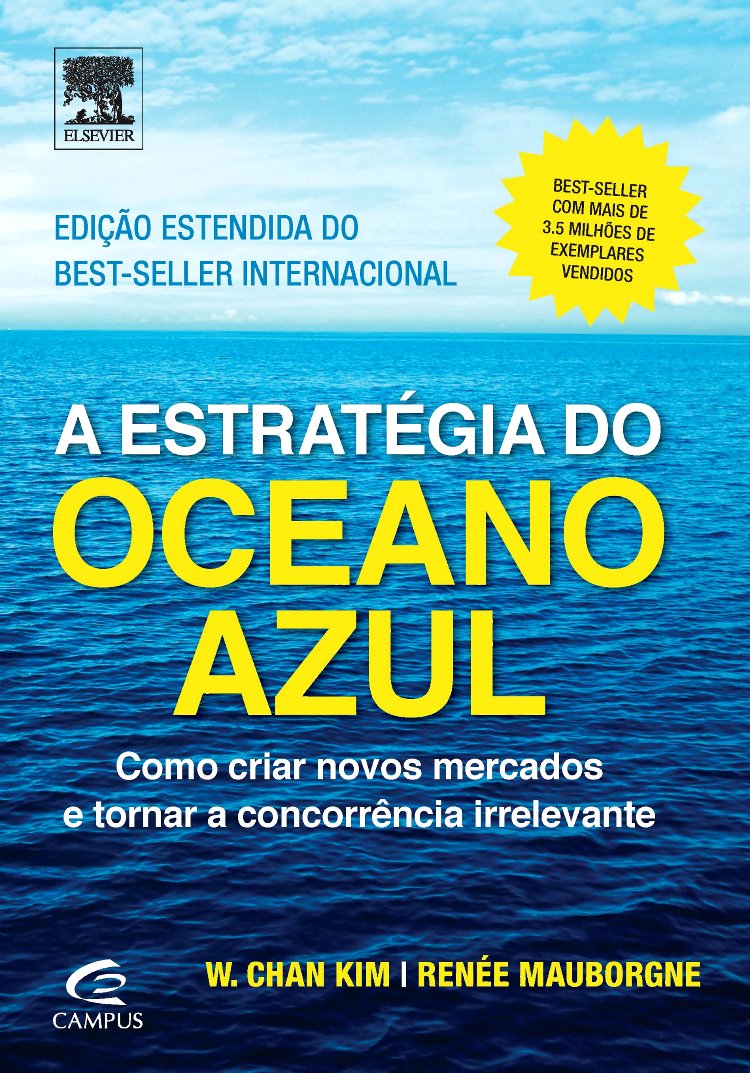 ELSEVIER
EDIÇÃO ESTENDIDA DO
BEST-SELLER INTERNACIONAL
BEST-SELLER
COM MAIS DE
3.5 MILHÕES DE
EXEMPLARES
VENDIDOS
A ESTRATÉGIA DO
OCEANO
AZUL
Como criar novos mercados
e tornar a concorrência irrelevante
W. CHAN KIM | RENÉE MAUBORGNE
CAMPUS